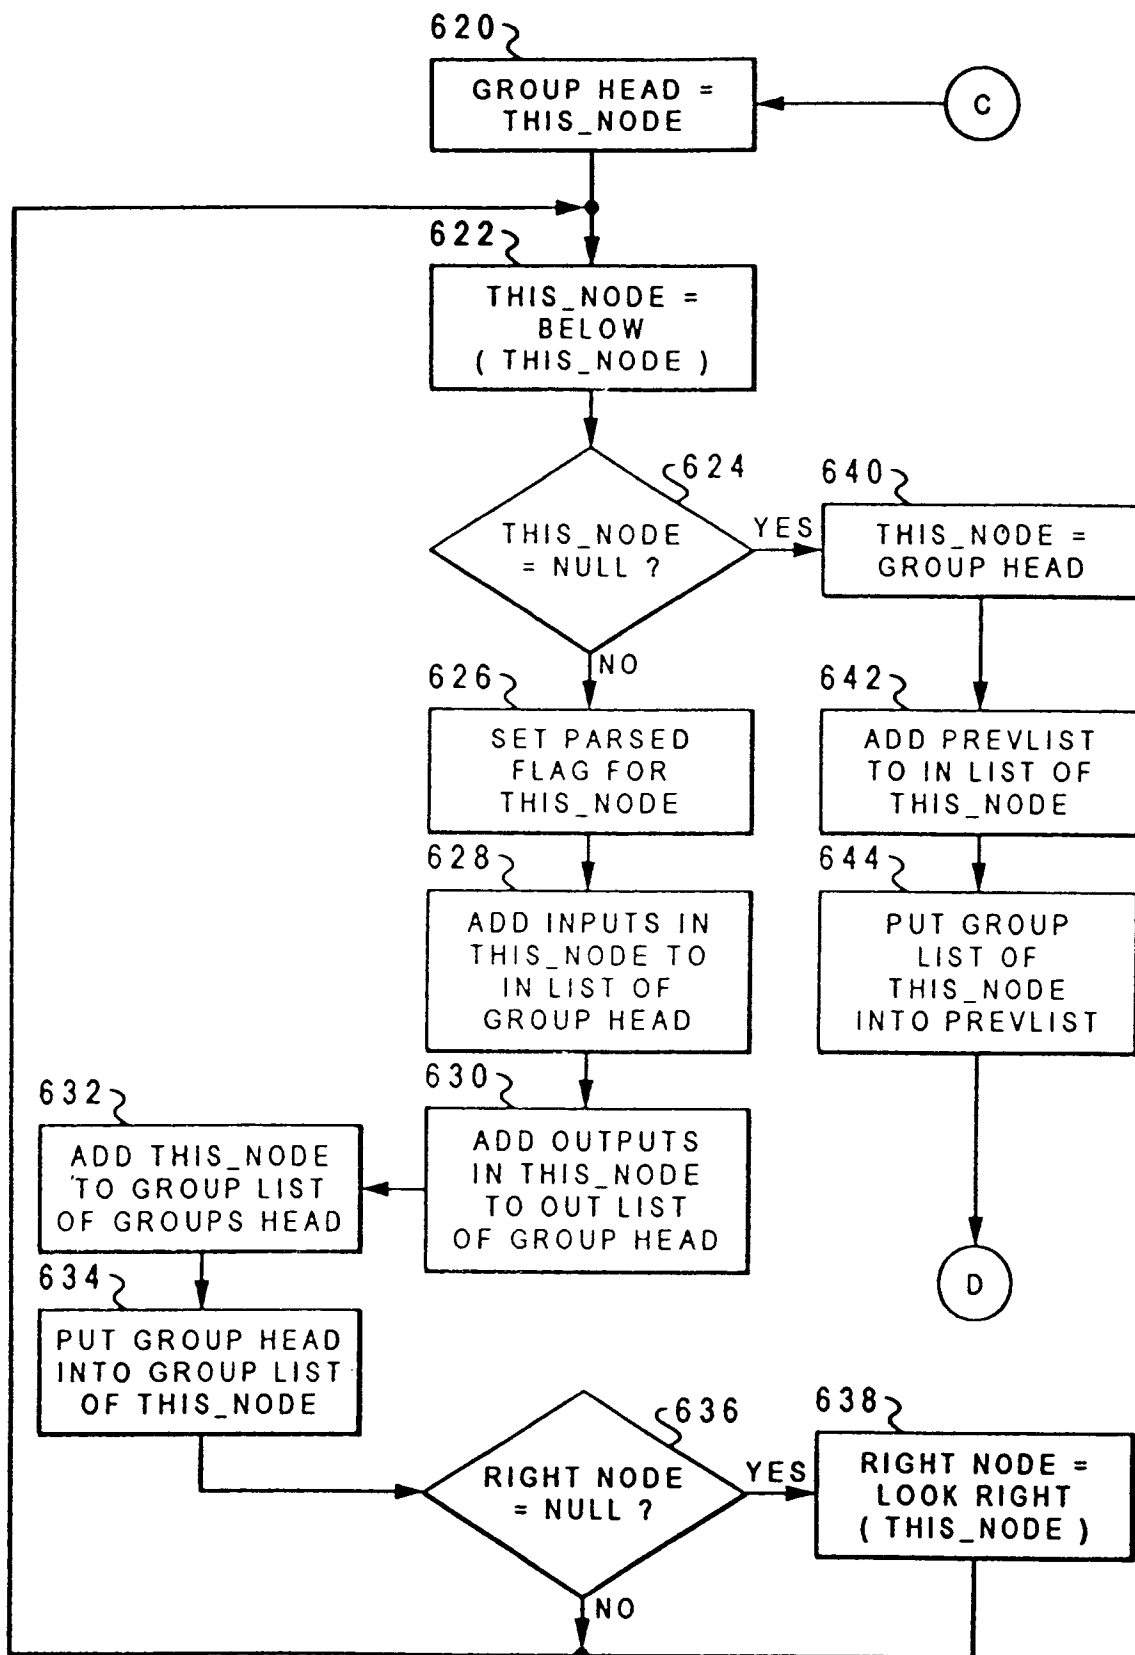 620
GROUP HEAD =
THIS_NODE
C
622
THIS_NODE =
BELOW
( THIS_NODE )
624
THIS_NODE
= NULL ?
YES
NO
640
THIS_NODE =
GROUP HEAD
626
SET PARSED
FLAG FOR
THIS_NODE
642
ADD PREVLIST
TO IN LIST OF
THIS_NODE
628
ADD INPUTS IN
THIS_NODE TO
IN LIST OF
GROUP HEAD
644
PUT GROUP
LIST OF
THIS_NODE
INTO PREVLIST
630
ADD OUTPUTS
IN THIS_NODE
TO OUT LIST
OF GROUP HEAD
632
ADD THIS_NODE
TO GROUP LIST
OF GROUPS HEAD
D
634
PUT GROUP HEAD
INTO GROUP LIST
OF THIS_NODE
636
RIGHT NODE
= NULL ?
YES
NO
638
RIGHT NODE =
LOOK RIGHT
( THIS_NODE )